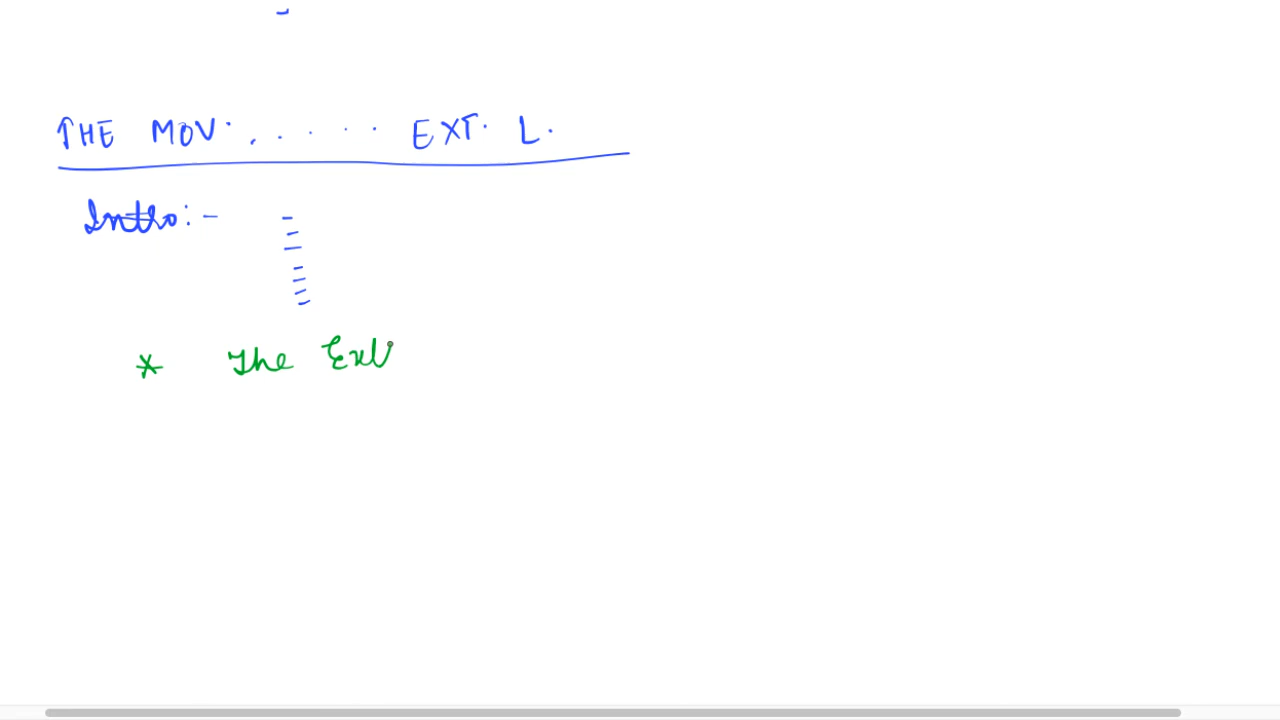 THE MOV. . . . . . EXT. L.
Intro:-
* The Ext